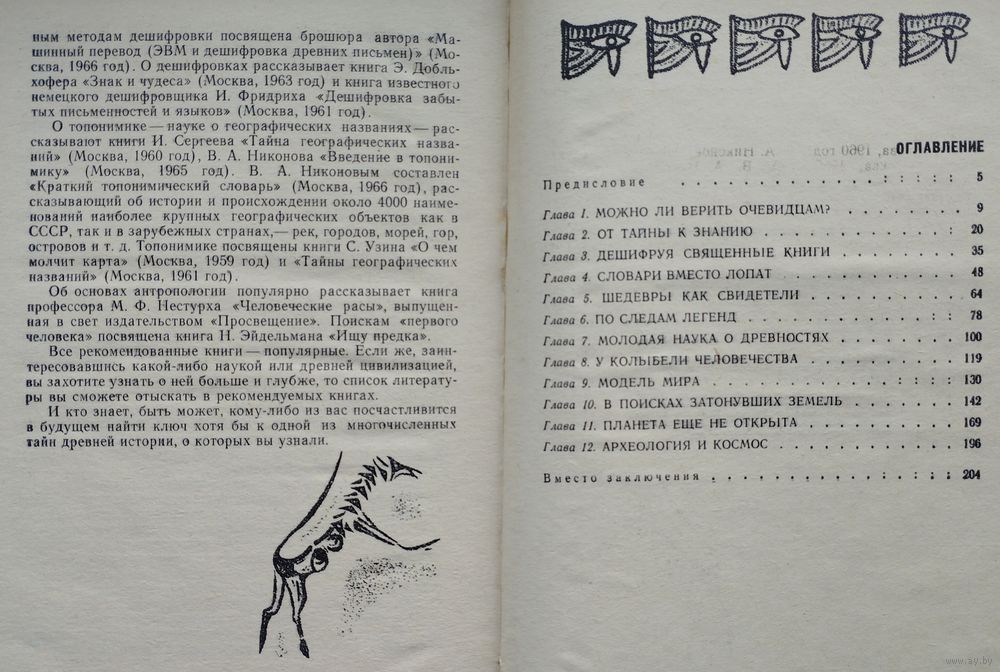 ным методам дешифровки посвящена брошюра автора «Ма-
шинный перевод (ЭВМ и дешифровка древних письмен)» (Мо-
сква, 1966 год). О дешифровках рассказывает книга Э. Добль-
хофера «Знак и чудеса» (Москва, 1963 год) и книга известного
немецкого дешифровщика И. Фридриха «Дешифровка забы-
тых письменностей и языков» (Москва, 1961 год).
О топонимике — науке о географических названиях — рас-
сказывают книги И. Сергеева «Тайна географических назва-
ний» (Москва, 1960 год), В. А. Никонова «Введение в топони-
мику» (Москва, 1965 год). В. А. Никоновым составлен
«Краткий топонимический словарь» (Москва, 1966 год), рас-
сказывающий об истории и происхождении около 4000 наиме-
нований наиболее крупных географических объектов как в
СССР, так и в зарубежных странах,— рек, городов, морей, гор,
островов и т. д. Топонимике посвящены книги С. Узина «О чем
молчит карта» (Москва, 1959 год) и «Тайны географических
названий» (Москва, 1961 год).
Об основах антропологии популярно рассказывает книга
профессора М. Ф. Нестурха «Человеческие расы», выпущен-
ная в свет издательством «Просвещение». Поискам «первого
человека» посвящена книга Н. Эйдельмана «Ищу предка».
Все рекомендованные книги — популярные. Если же, заин-
тересовавшись какой-либо наукой или древней цивилизацией,
вы захотите узнать о ней больше и глубже, то список литерату-
ры вы сможете отыскать в рекомендуемых книгах.
И кто знает, быть может, кому-либо из вас посчастливится
в будущем найти ключ хотя бы к одной из многочисленных
тайн древней истории, о которых вы узнали.
ОГЛАВЛЕНИЕ
Предисловие . . . . . . . . . . . . 5
Глава 1. МОЖНО ЛИ ВЕРИТЬ ОЧЕВИДЦАМ? . . . . . . . . 9
Глава 2. ОТ ТАЙНЫ К ЗНАНИЮ . . . . . . . . . . 20
Глава 3. ДЕШИФРУЯ СВЯЩЕННЫЕ КНИГИ . . . . . . . . 35
Глава 4. СЛОВАРИ ВМЕСТО ЛОПАТ . . . . . . . . . . 48
Глава 5. ШЕДЕВРЫ КАК СВИДЕТЕЛИ . . . . . . . . . 64
Глава 6. ПО СЛЕДАМ ЛЕГЕНД . . . . . . . . . . . 78
Глава 7. МОЛОДАЯ НАУКА О ДРЕВНОСТЯХ . . . . . . . 100
Глава 8. У КОЛЫБЕЛИ ЧЕЛОВЕЧЕСТВА . . . . . . . . 119
Глава 9. МОДЕЛЬ МИРА . . . . . . . . . . . . 130
Глава 10. В ПОИСКАХ ЗАТОНУВШИХ ЗЕМЕЛЬ . . . . . . . 142
Глава 11. ПЛАНЕТА ЕЩЕ НЕ ОТКРЫТА . . . . . . . . 169
Глава 12. АРХЕОЛОГИЯ И КОСМОС . . . . . . . . . 196
Вместо заключения . . . . . . . . . . . . 204
www.ay.by